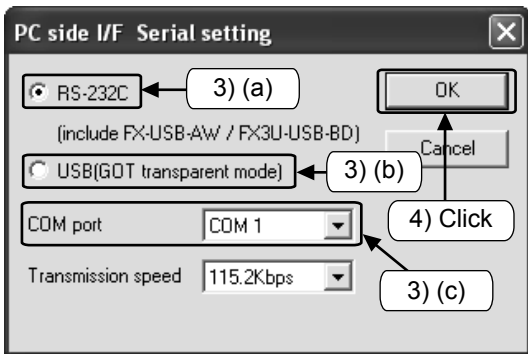 PC side I/F Serial setting
RS-232C
3) (a)
OK
(include FX-USB-AW / FX3U-USB-BD)
Cancel
USB(GOT transparent mode)
3) (b)
COM port
COM 1
4) Click
Transmission speed
115.2Kbps
3) (c)